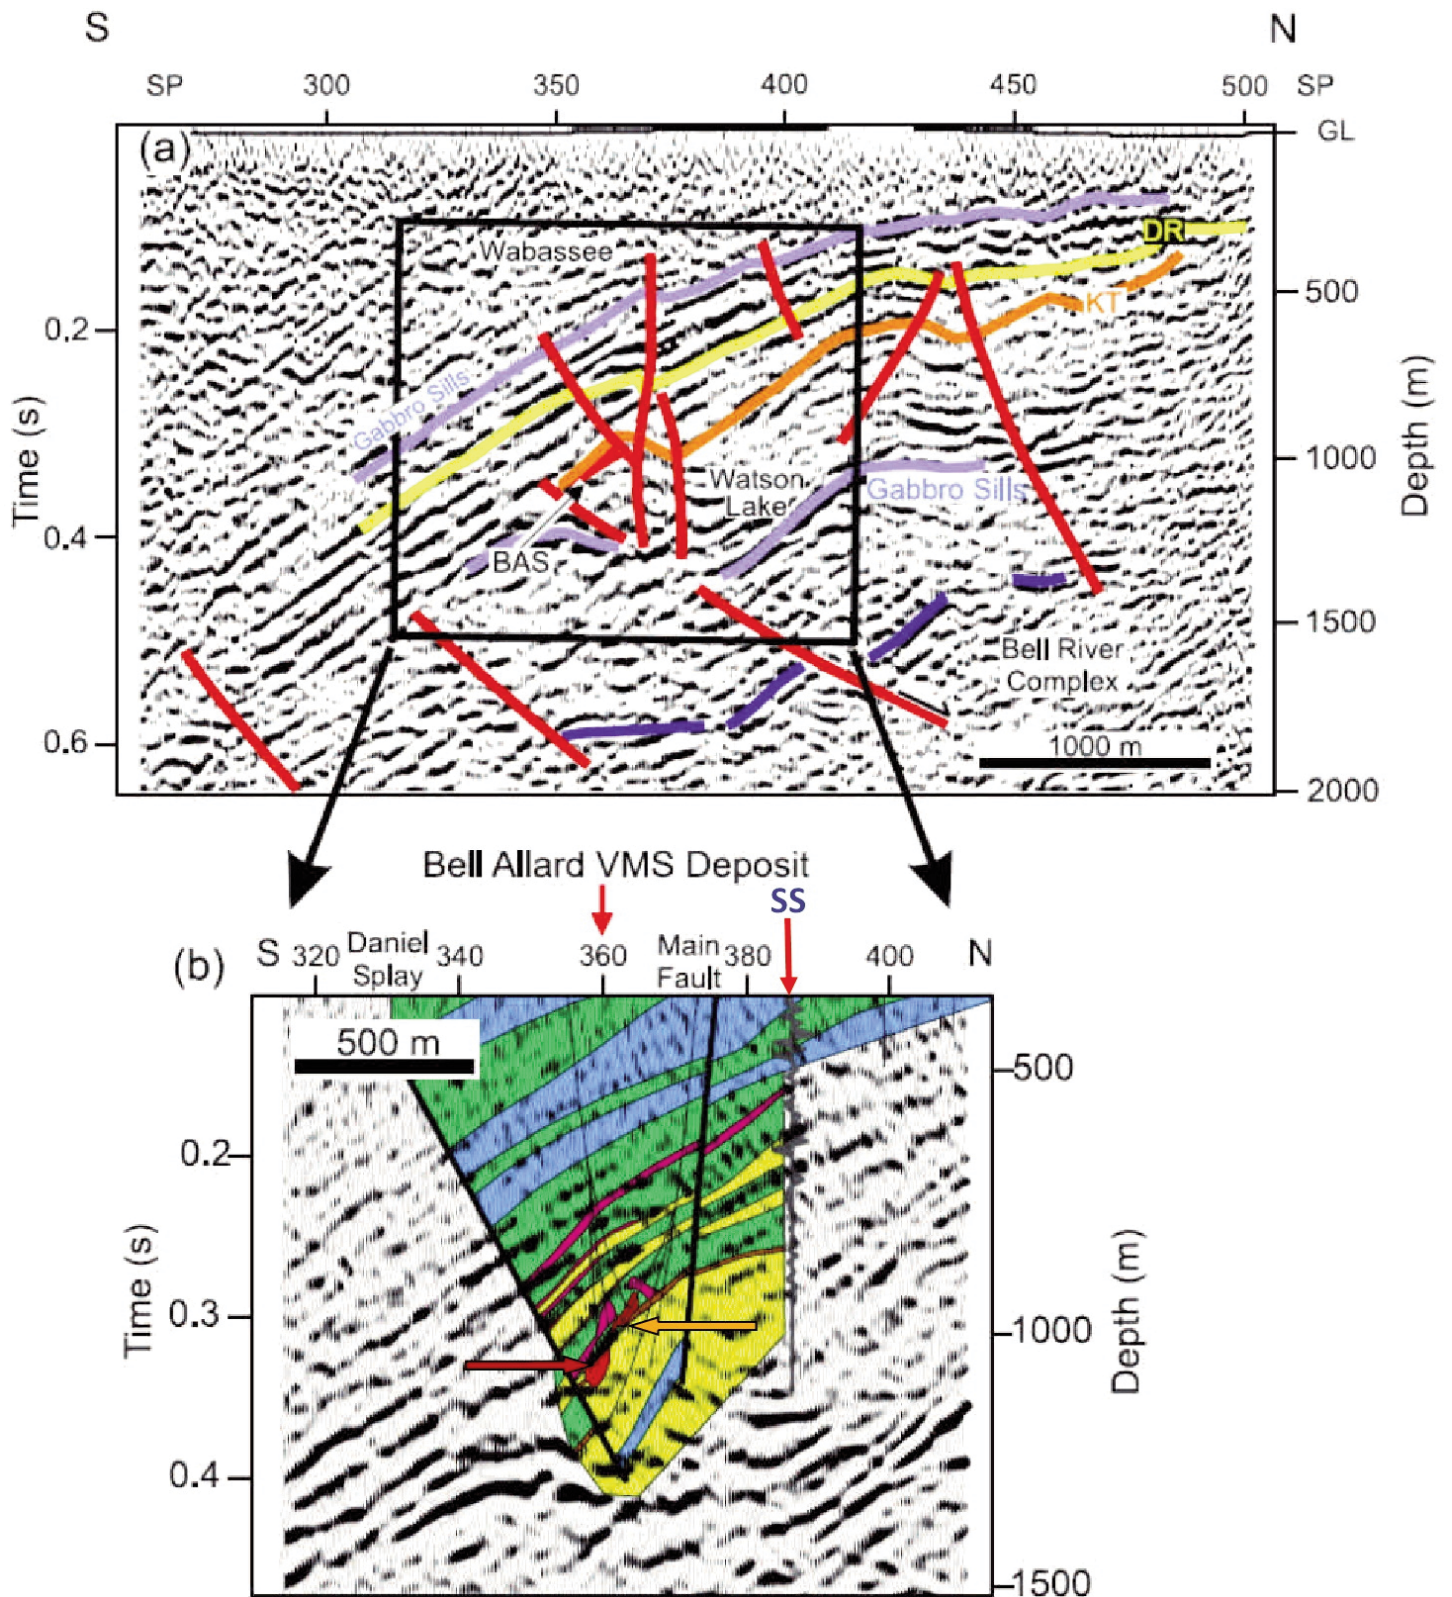 S N
SP 300 350 400 450 500 SP
(a) GL
Wabassee
DR
500
KT
0.2
Gabbro Sills
Time (s)
Depth (m)
1000
Watson
Lake
Gabbro Sills
0.4
BAS
1500
Bell River
Complex
0.6
1000 m
2000
Bell Allard VMS Deposit
SS
(b) S 320 Daniel
Splay 340 360 Main
Fault 380 400 N
500 m
500
0.2
Time (s)
Depth (m)
0.3
1000
0.4
1500